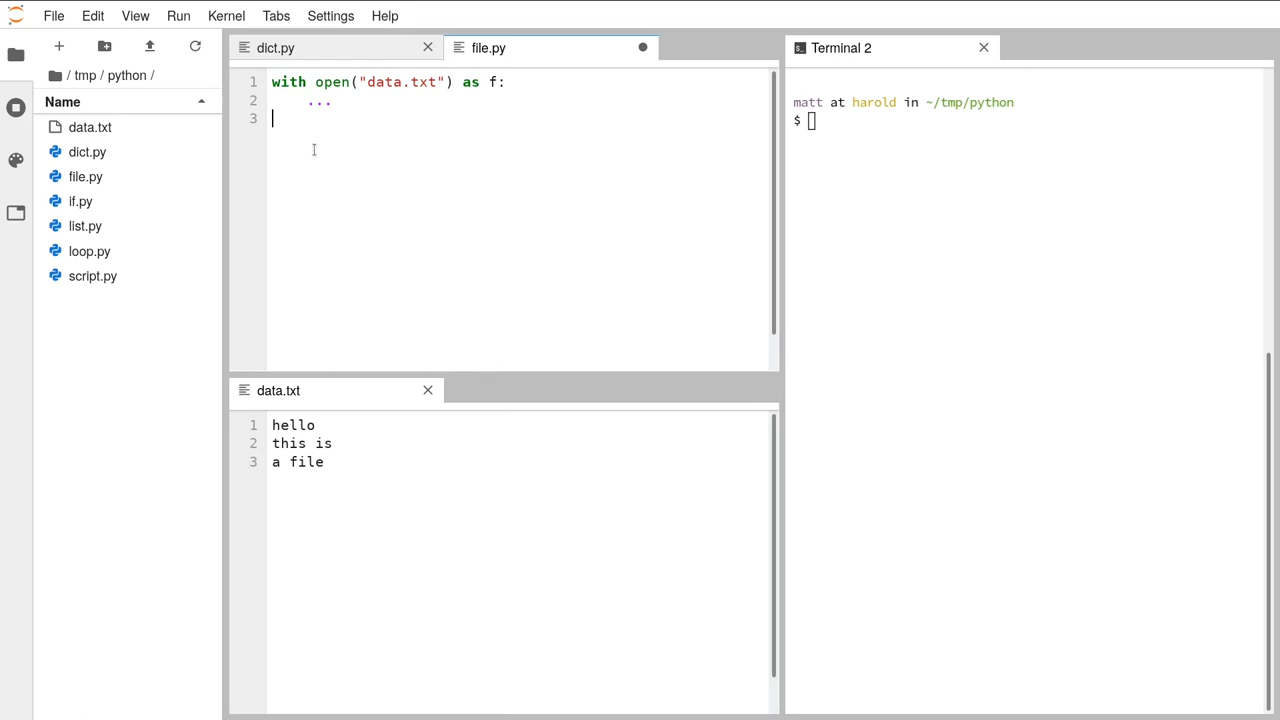 File Edit View Run Kernel Tabs Settings Help
/ tmp / python /
Name
data.txt
dict.py
file.py
if.py
list.py
loop.py
script.py
dict.py
file.py
1 with open("data.txt") as f:
2 ...
3
data.txt
1 hello
2 this is
3 a file
Terminal 2
matt at harold in ~/tmp/python
$